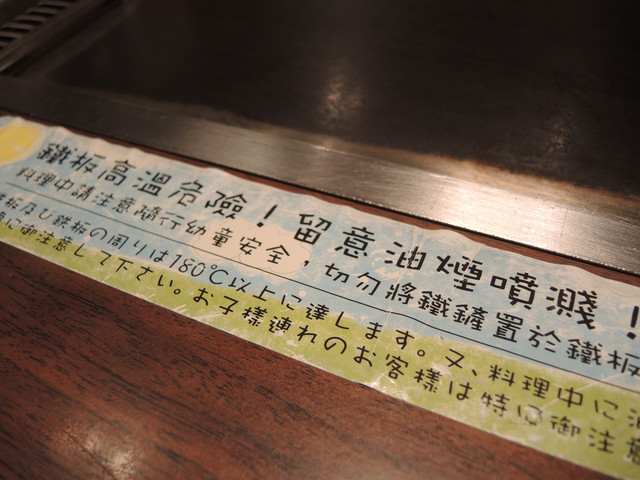 鐵板高溫危險！留意油煙噴濺！
料理中請注意隨行幼童安全，切勿將鐵鏟置於鐵板
鉄板及び鉄板の周りは180℃以上に達します。又、料理中に油
に御注意して下さい。お子様連れのお客様は特に御注意